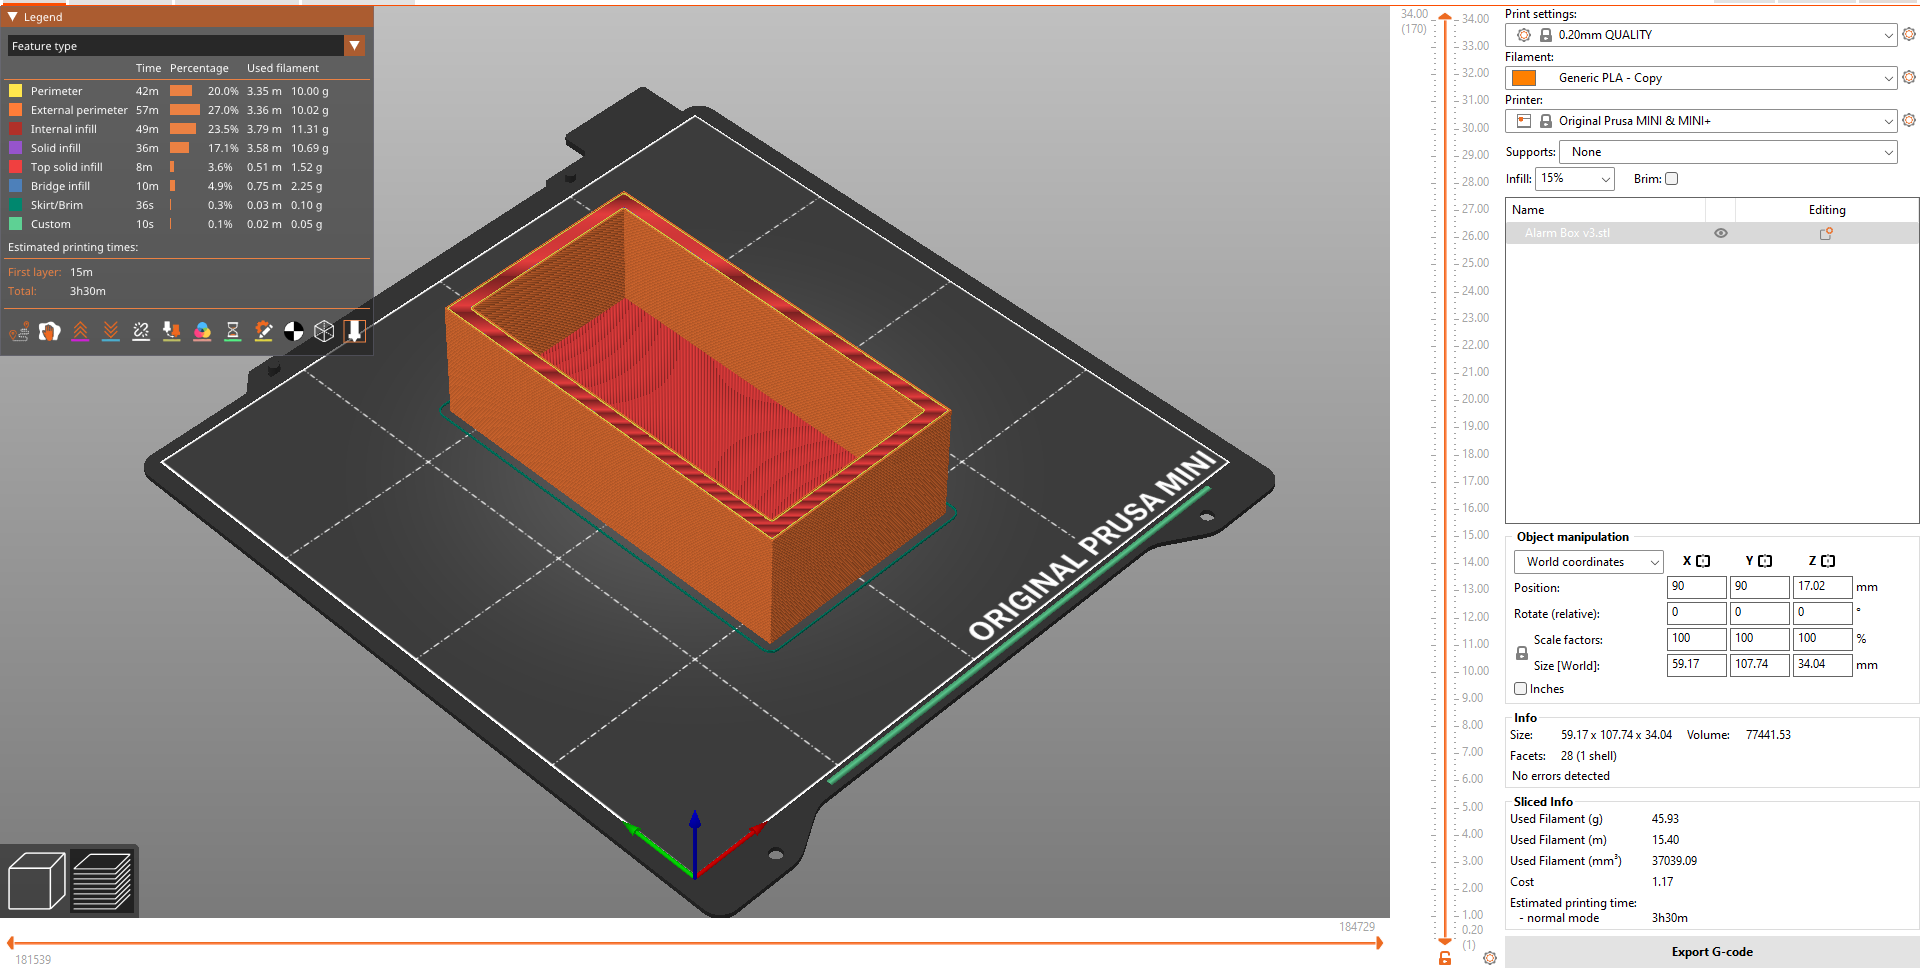 Legend
Feature type
Time Percentage Used filament
Perimeter 42m 20.0% 3.35 m 10.00 g
External perimeter 57m 27.0% 3.36 m 10.02 g
Internal infill 49m 23.5% 3.79 m 11.31 g
Solid infill 36m 17.1% 3.58 m 10.69 g
Top solid infill 8m 3.6% 0.51 m 1.52 g
Bridge infill 10m 4.9% 0.75 m 2.25 g
Skirt/Brim 36s 0.3% 0.03 m 0.10 g
Custom 10s 0.1% 0.02 m 0.05 g
Estimated printing times:
First layer: 15m
Total: 3h30m
ORIGINAL PRUSA MINI
184729
181539
34.00
(170)
34.00
33.00
32.00
31.00
30.00
29.00
28.00
27.00
26.00
25.00
24.00
23.00
22.00
21.00
20.00
19.00
18.00
17.00
16.00
15.00
14.00
13.00
12.00
11.00
10.00
9.00
8.00
7.00
6.00
5.00
4.00
3.00
2.00
1.00
0.20
(1)
Print settings:
0.20mm QUALITY
Filament:
Generic PLA - Copy
Printer:
Original Prusa MINI & MINI+
Supports: None
Infill: 15% Brim:
Name Editing
Alarm Box v3.stl
Object manipulation
World coordinates X Y Z
Position: 90 90 17.02 mm
Rotate (relative): 0 0 0 °
Scale factors: 100 100 100 %
Size [World]: 59.17 107.74 34.04 mm
Inches
Info
Size: 59.17 x 107.74 x 34.04 Volume: 77441.53
Facets: 28 (1 shell)
No errors detected
Sliced Info
Used Filament (g) 45.93
Used Filament (m) 15.40
Used Filament (mm³) 37039.09
Cost 1.17
Estimated printing time:
- normal mode 3h30m
Export G-code